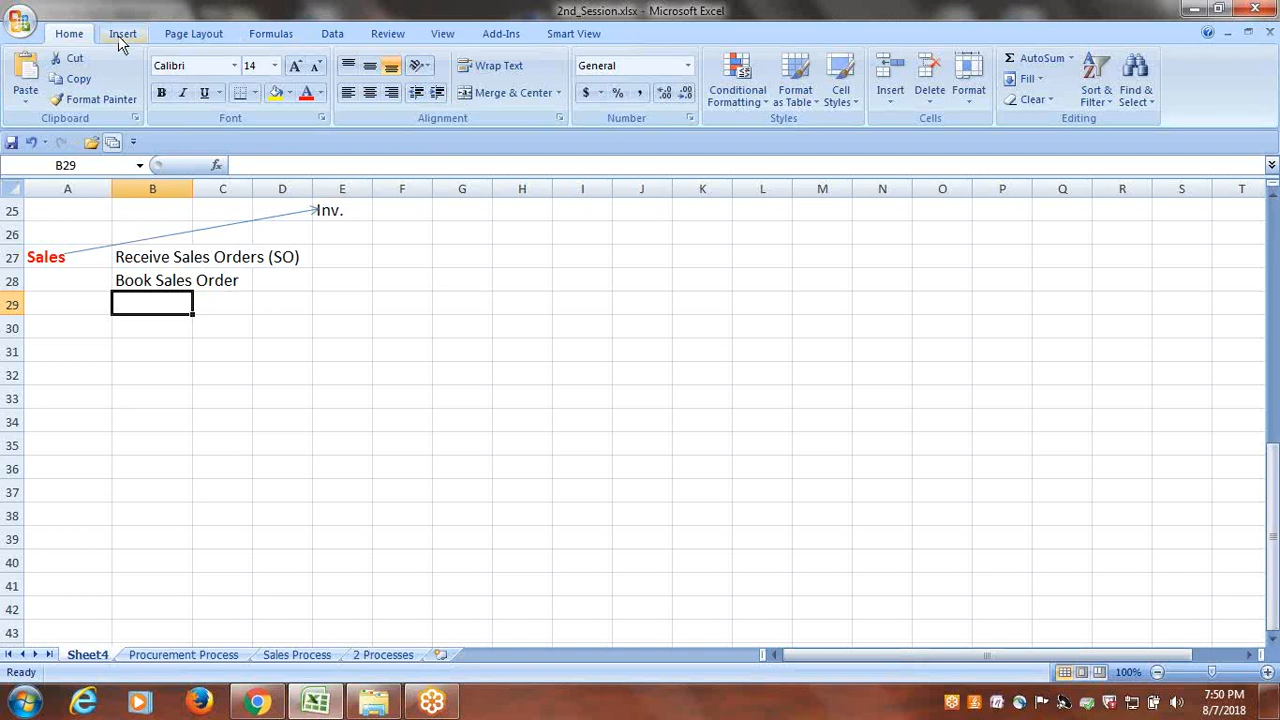 2nd_Session.xlsx - Microsoft Excel
Home Insert Page Layout Formulas Data Review View Add-Ins Smart View
Paste Cut Copy Format Painter
Clipboard
Calibri 14 A A
B I U A
Font
Wrap Text
Merge & Center
Alignment
General
$ % , .0 .00 .00 .0
Number
Conditional Formatting Format as Table Cell Styles
Styles
Insert Delete Format
Cells
Σ AutoSum Fill Clear Sort & Filter Find & Select
Editing
B29 fx
A B C D E F G H I J K L M N O P Q R S T
25 Inv.
26
27 Sales Receive Sales Orders (SO)
28 Book Sales Order
29
30
31
32
33
34
35
36
37
38
39
40
41
42
43
Sheet4 Procurement Process Sales Process 2 Processes
Ready 100%
7:50 PM
8/7/2018